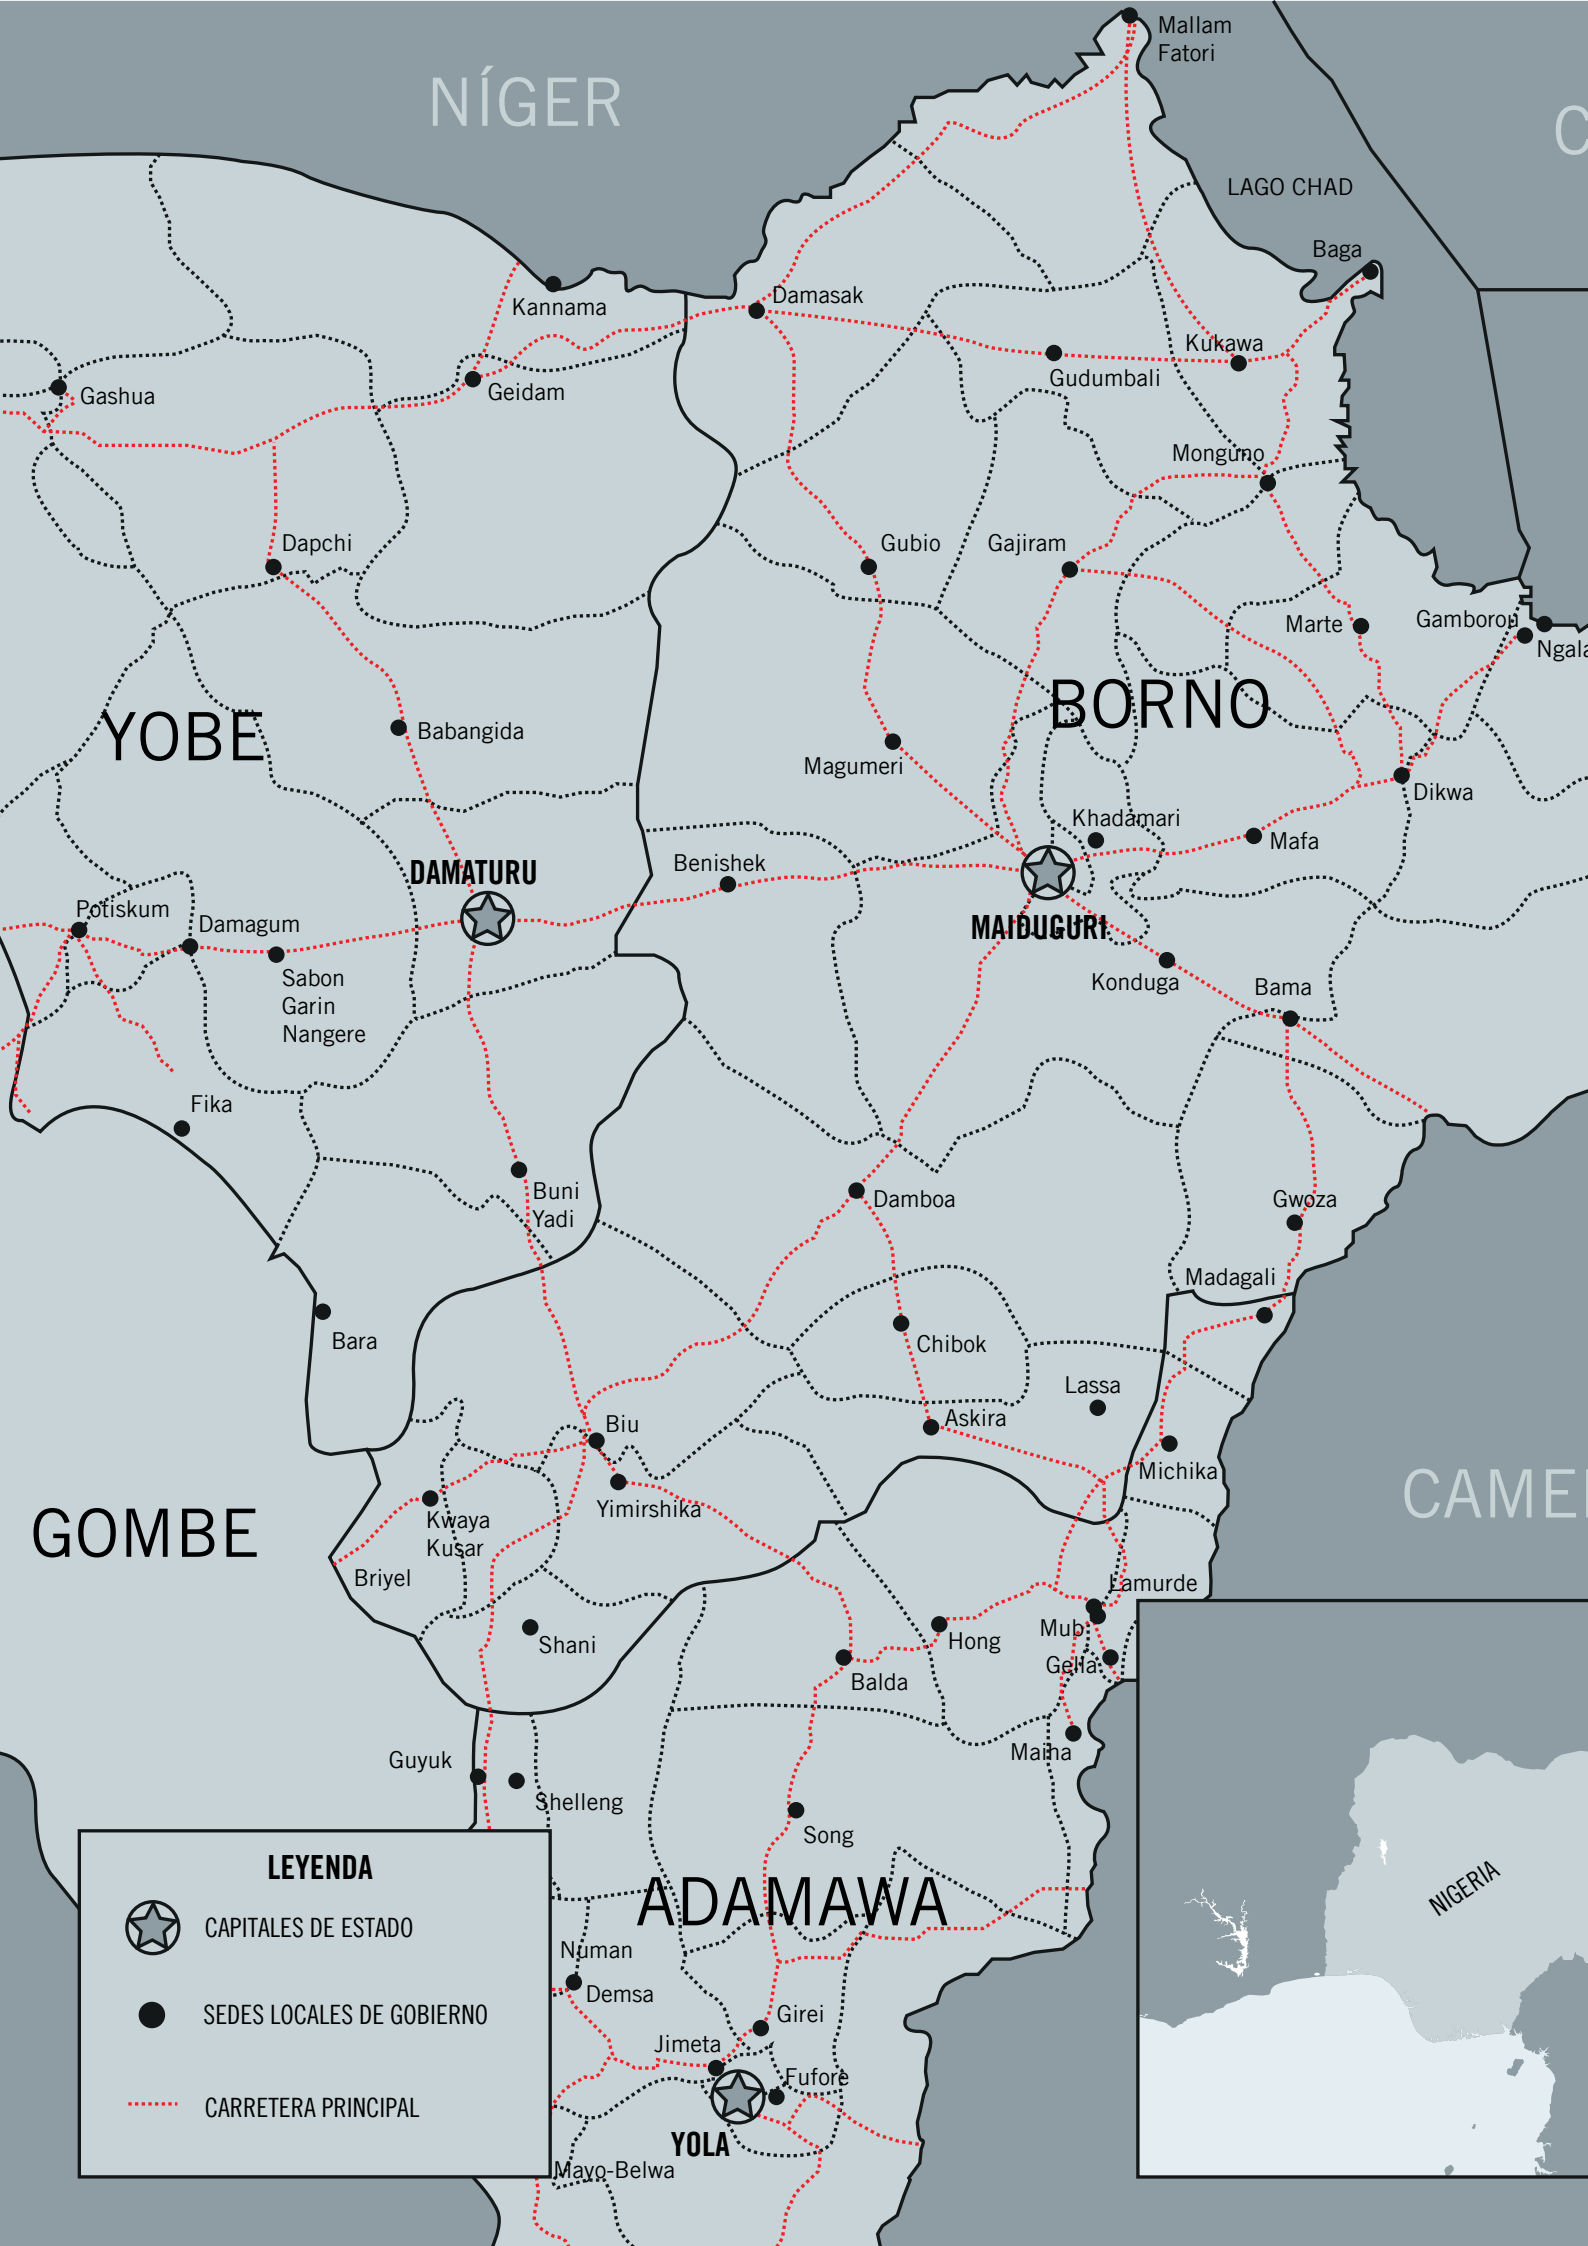 Mallam
Fatori
NÍGER
C
LAGO CHAD
Baga
Kannama
Damasak
Kukawa
Gudumbali
Geidam
Gashua
Monguno
Dapchi
Gubio
Gajiram
Marte
Gamborou
Ngala
YOBE
BORNO
Babangida
Magumeri
Dikwa
Khadamari
Mafa
DAMATURU
Benishek
Potiskum
Damagum
MAIDUGURI
Sabon
Garin
Nangere
Konduga
Bama
Fika
Buni
Yadi
Damboa
Gwoza
Madagali
Bara
Chibok
Lassa
Askira
Biu
Michika
Yimirshika
CAME
GOMBE
Kwaya
Kusar
Briyel
Lamurde
Shani
Hong
Mubi
Gella
Balda
Maiha
Guyuk
Shelleng
Song
LEYENDA
CAPITALES DE ESTADO
SEDES LOCALES DE GOBIERNO
CARRETERA PRINCIPAL
ADAMAWA
NIGERIA
Numan
Demsa
Girei
Jimeta
Fufore
YOLA
Mayo-Belwa